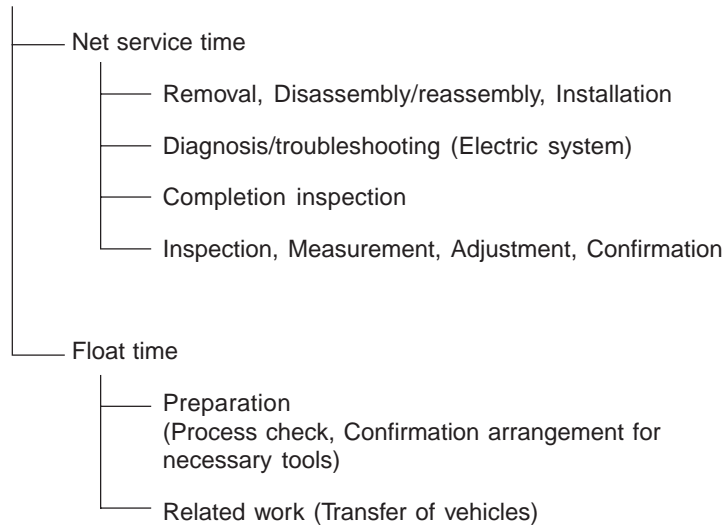 Net service time
Removal, Disassembly/reassembly, Installation
Diagnosis/troubleshooting (Electric system)
Completion inspection
Inspection, Measurement, Adjustment, Confirmation
Float time
Preparation
(Process check, Confirmation arrangement for
necessary tools)
Related work (Transfer of vehicles)